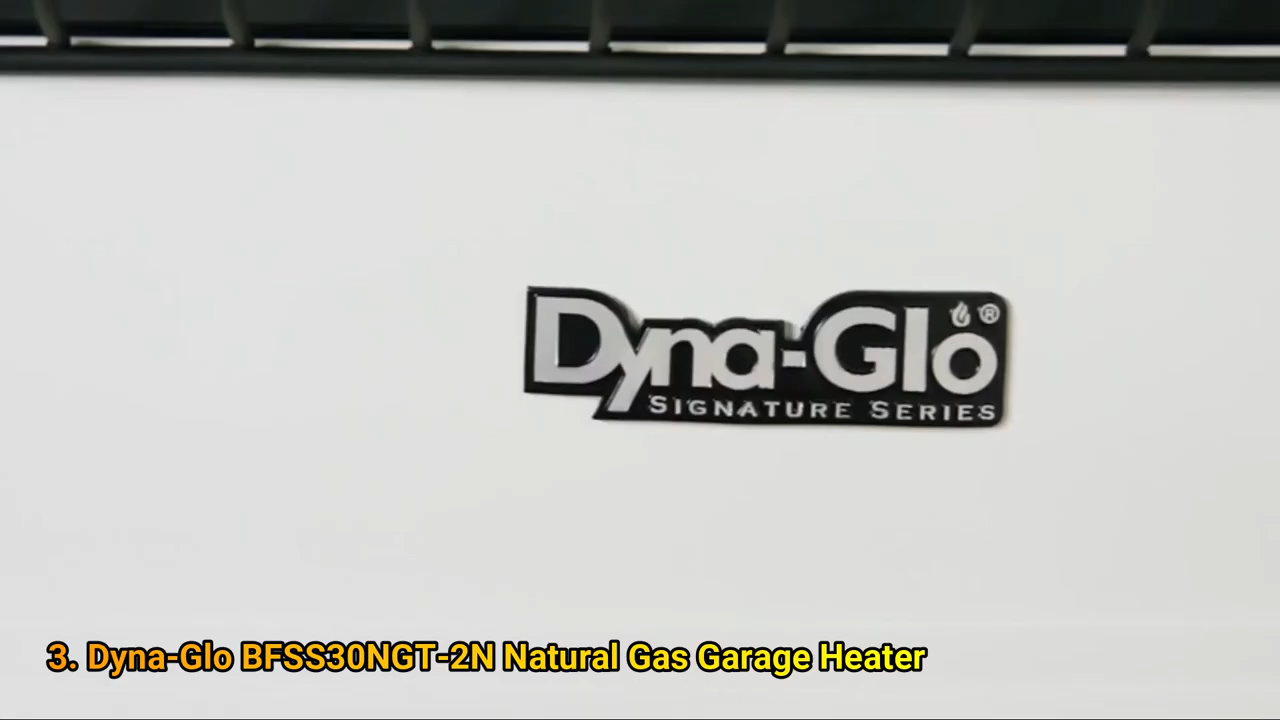 Dyna-Glo®
SIGNATURE SERIES
3. Dyna-Glo BFSS30NGT-2N Natural Gas Garage Heater